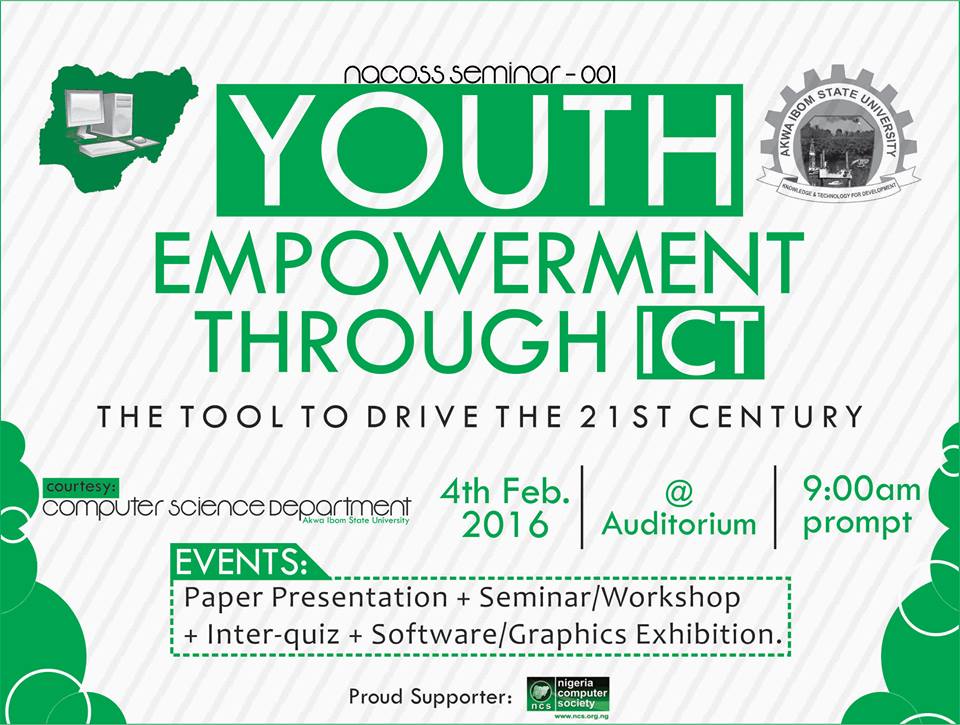 nacoss seminar - 001
YOUTH
EMPOWERMENT
THROUGH ICT
THE TOOL TO DRIVE THE 21ST CENTURY
AKWA IBOM STATE UNIVERSITY
KNOWLEDGE & TECHNOLOGY FOR DEVELOPMENT
courtesy:
computer science department
Akwa Ibom State University
4th Feb.
2016
@
Auditorium
9:00am
prompt
EVENTS:
Paper Presentation + Seminar/Workshop
+ Inter-quiz + Software/Graphics Exhibition.
Proud Supporter:
ncs
nigeria
computer
society
www.ncs.org.ng